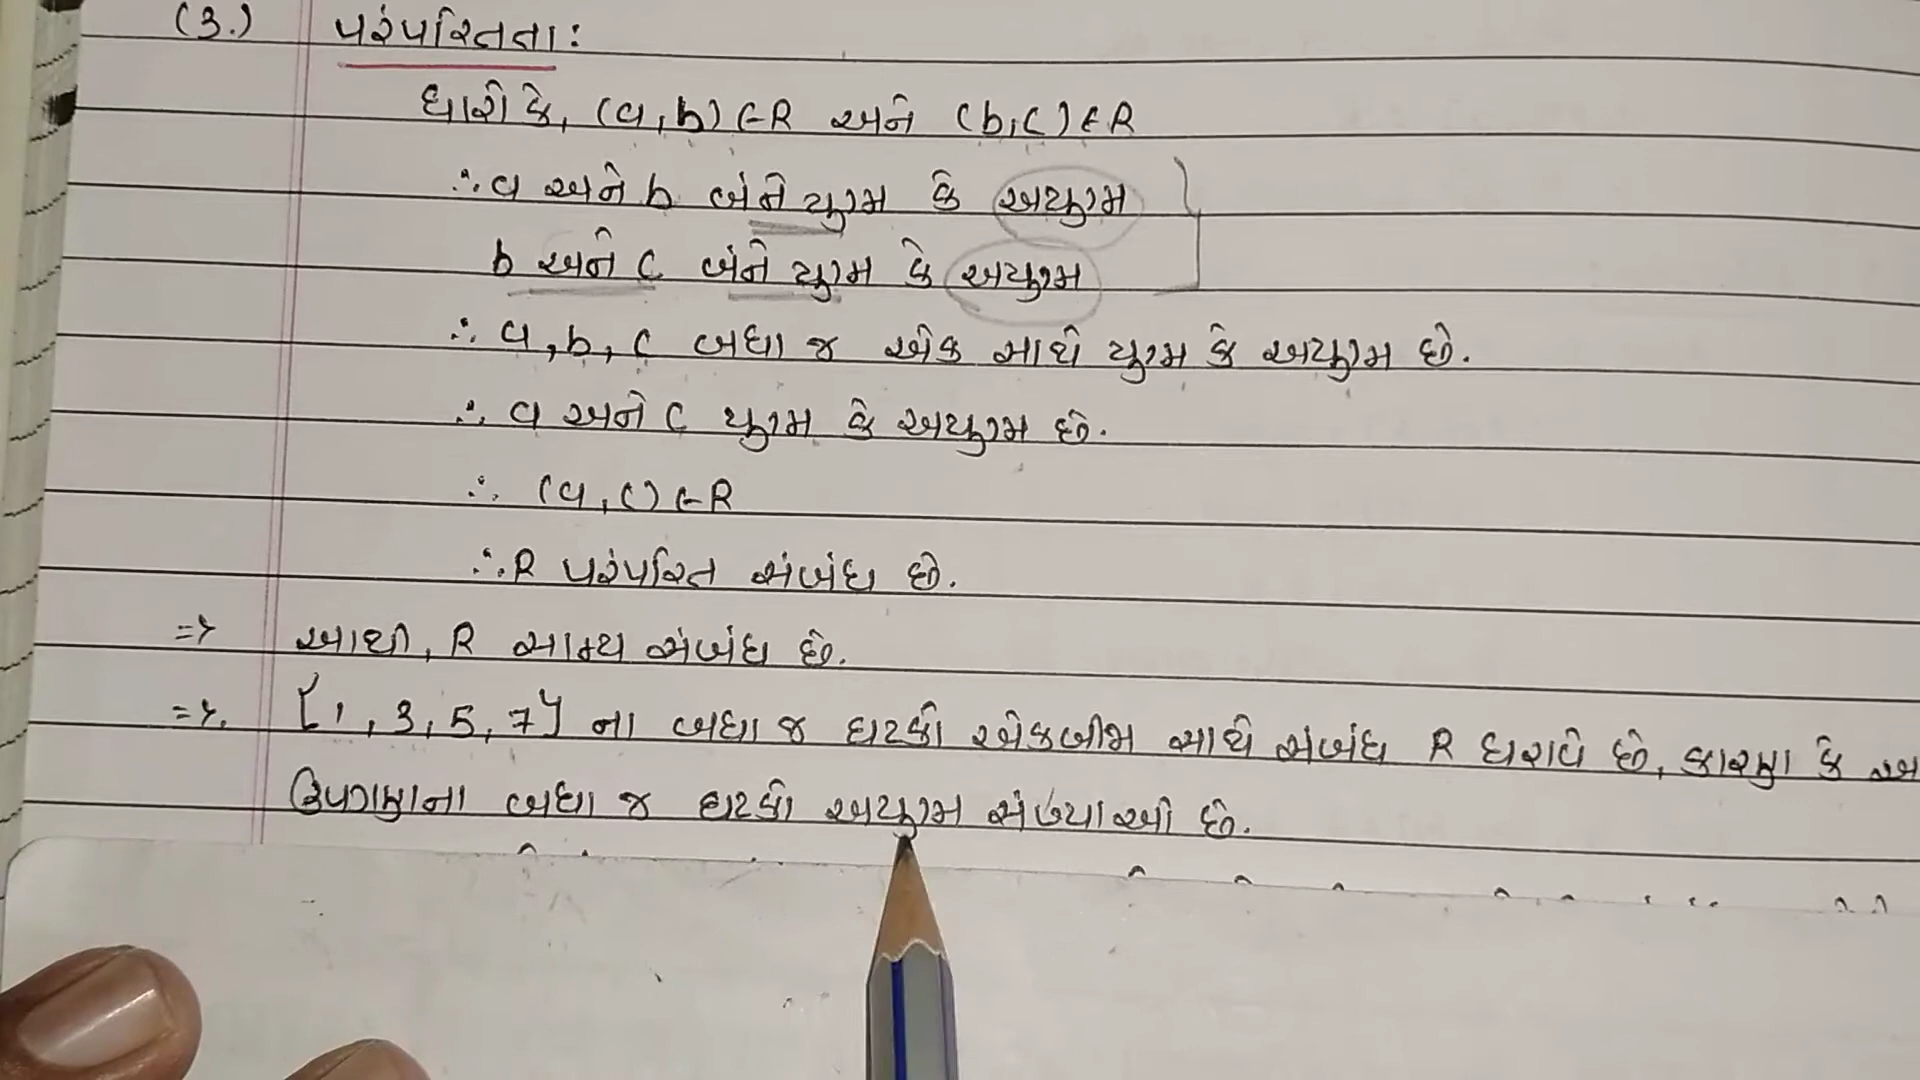 (3.) પરંપરિતતા:
ધારો કે, (a,b)∈R અને (b,c)∈R
∴ a અને b બંને યુગ્મ કે અયુગ્મ
b અને c બંને યુગ્મ કે અયુગ્મ
∴ a, b, c બધા જ એક સાથે યુગ્મ કે અયુગ્મ છે.
∴ a અને c યુગ્મ કે અયુગ્મ છે.
∴ (a,c)∈R
∴ R પરંપરિત સંબંધ છે.
=> આથી, R સામ્ય સંબંધ છે.
=> {1,3,5,7} ના બધા જ ઘટકો એકબીજા સાથે સંબંધ R ધરાવે છે, કારણ કે આ
ઉપગણના બધા જ ઘટકો અયુગ્મ સંખ્યાઓ છે.